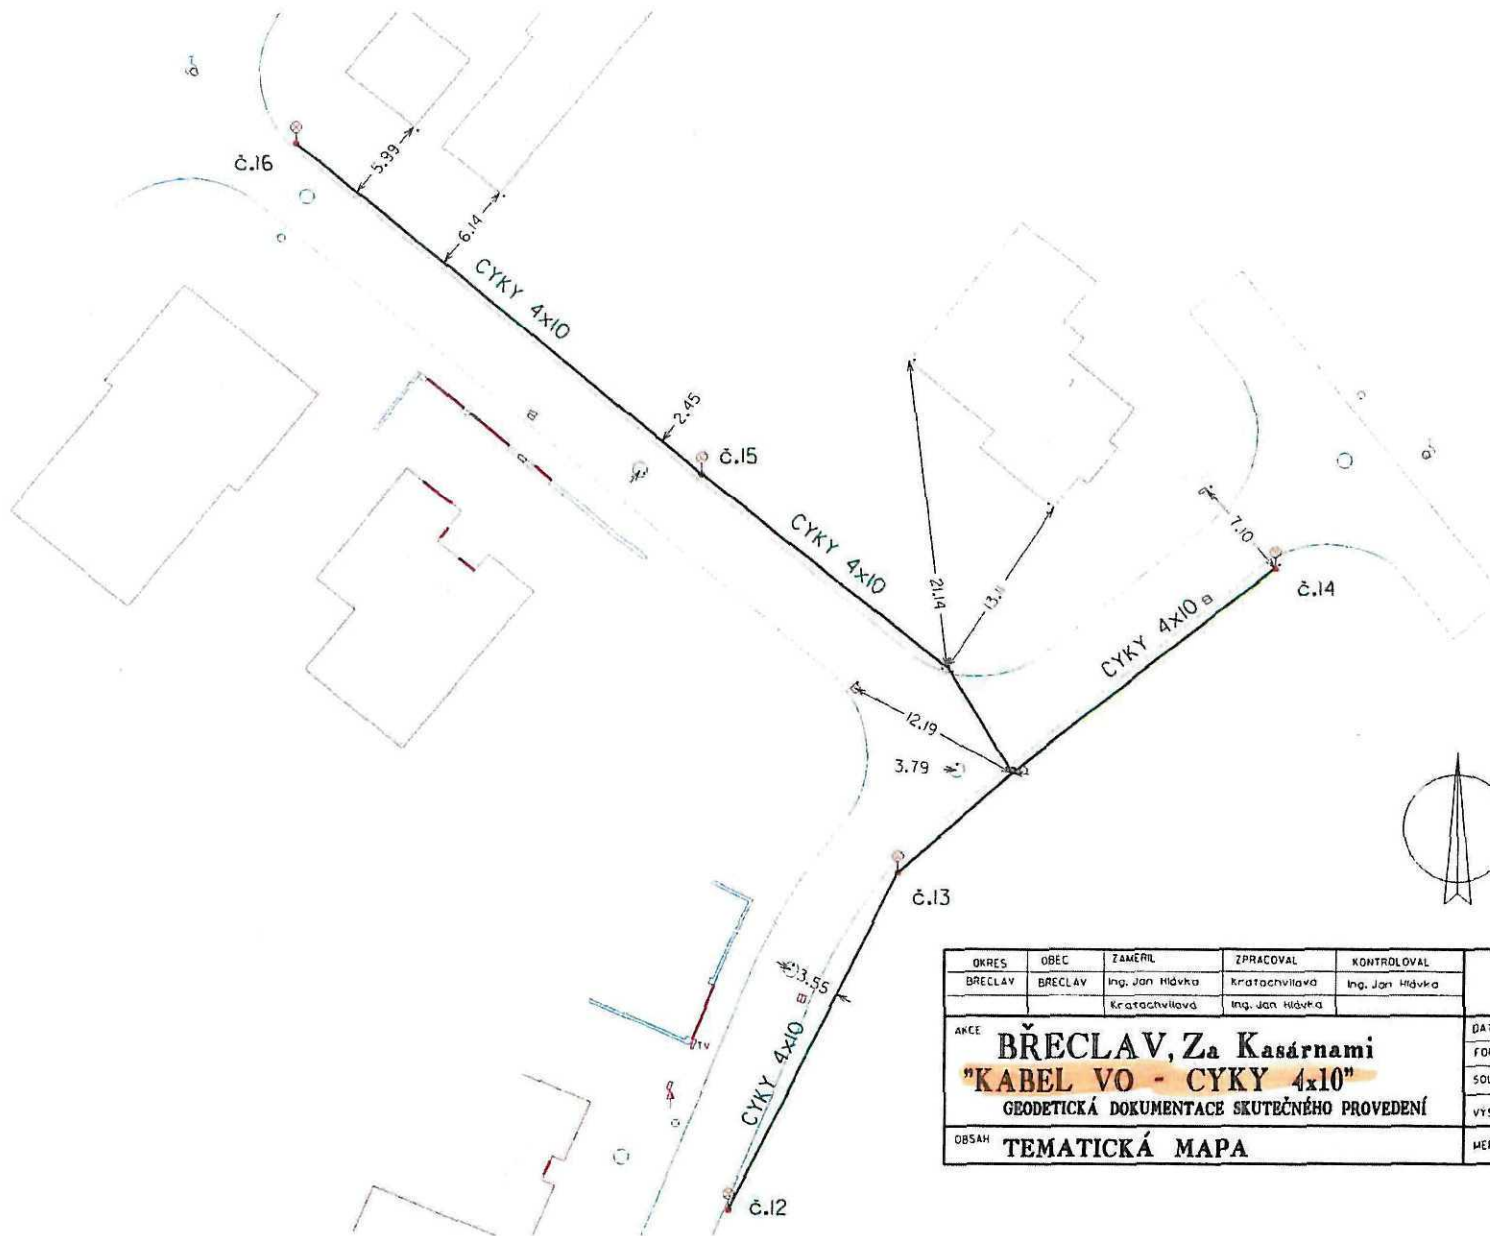 č.16
5.99
6.14
CYKY 4x10
2.45
č.15
CYKY 4x10
21.14
13.11
7.10
č.14
CYKY 4x10
12.19
3.79
č.13
3.55
CYKY 4x10
TV
č.12
OKRES OBEC ZAMĚŘIL ZPRACOVAL KONTROLOVAL
BŘECLAV BŘECLAV Ing. Jan Hlávka Kratochvílová Ing. Jan Hlávka
Kratochvílová Ing. Jan Hlávka
AKCE BŘECLAV, Za Kasárnami
"KABEL VO - CYKY 4x10"
GEODETICKÁ DOKUMENTACE SKUTEČNÉHO PROVEDENÍ
OBSAH TEMATICKÁ MAPA